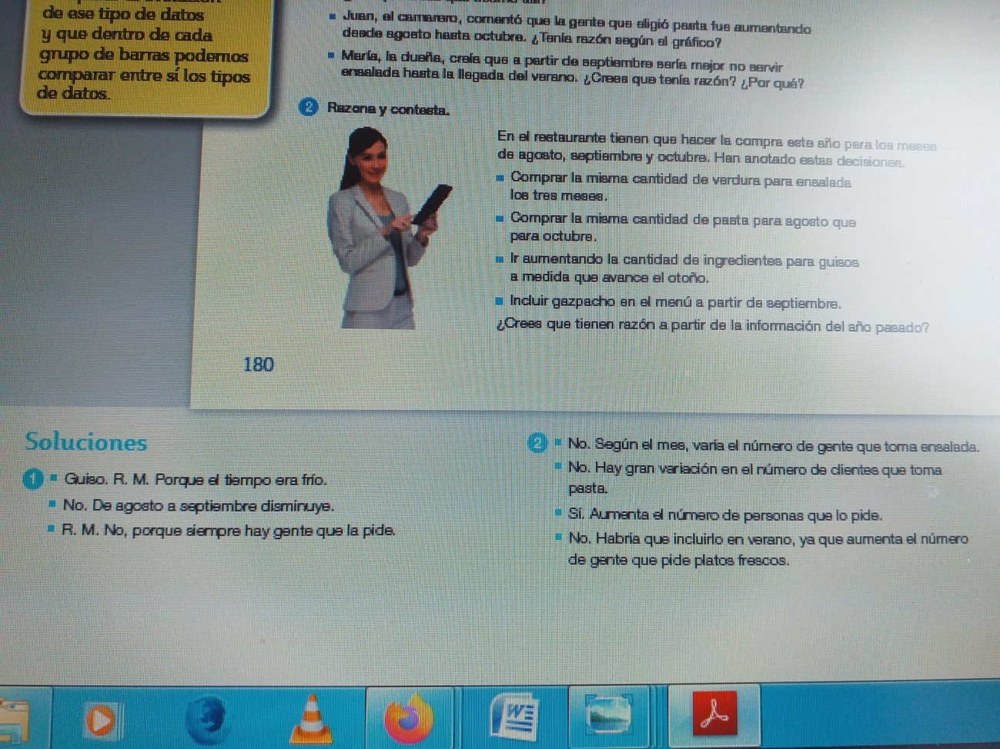 de ese tipo de datos
y que dentro de cada
grupo de barras podemos
comparar entre sí los tipos
de datos.
Juan, el camarero, comentó que la gente que eligió pasta fue aumentando
desde agosto hasta octubre. ¿Tenía razón según el gráfico?
María, la dueña, creía que a partir de septiembre sería mejor no servir
ensalada hasta la llegada del verano. ¿Crees que tenía razón? ¿Por qué?
2 Razona y contesta.
En el restaurante tienen que hacer la compra este año para los meses
de agosto, septiembre y octubre. Han anotado estas decisiones.
Comprar la misma cantidad de verdura para ensalada
los tres meses.
Comprar la misma cantidad de pasta para agosto que
para octubre.
Ir aumentando la cantidad de ingredientes para guisos
a medida que avance el otoño.
Incluir gazpacho en el menú a partir de septiembre.
¿Crees que tienen razón a partir de la información del año pasado?
180
Soluciones
1 Guiso. R. M. Porque el tiempo era frío.
No. De agosto a septiembre disminuye.
R. M. No, porque siempre hay gente que la pide.
2 No. Según el mes, varía el número de gente que toma ensalada.
No. Hay gran variación en el número de clientes que toma
pasta.
Sí. Aumenta el número de personas que lo pide.
No. Habría que incluirlo en verano, ya que aumenta el número
de gente que pide platos frescos.
W